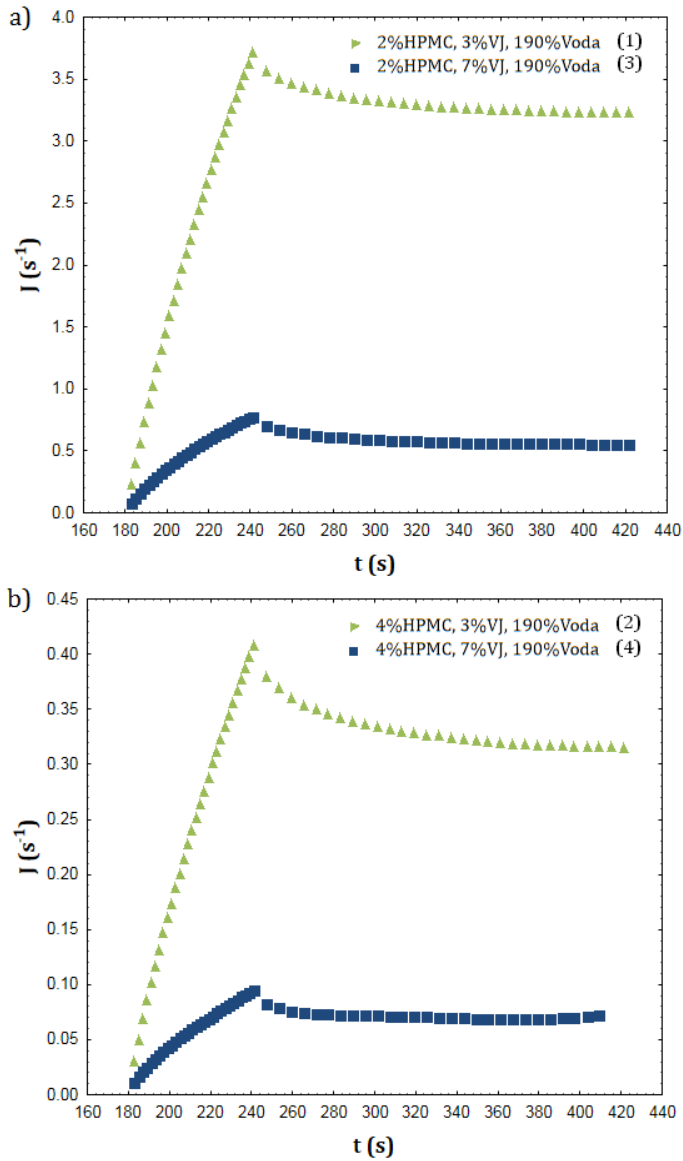 a)
4.0
2%HPMC, 3%VJ, 190%Voda (1)
2%HPMC, 7%VJ, 190%Voda (3)
3.5
3.0
2.5
2.0
1.5
1.0
0.5
0.0
J (s⁻¹)
160 180 200 220 240 260 280 300 320 340 360 380 400 420 440
t (s)
b)
0.45
4%HPMC, 3%VJ, 190%Voda (2)
4%HPMC, 7%VJ, 190%Voda (4)
0.40
0.35
0.30
0.25
0.20
0.15
0.10
0.05
0.00
J (s⁻¹)
160 180 200 220 240 260 280 300 320 340 360 380 400 420 440
t (s)